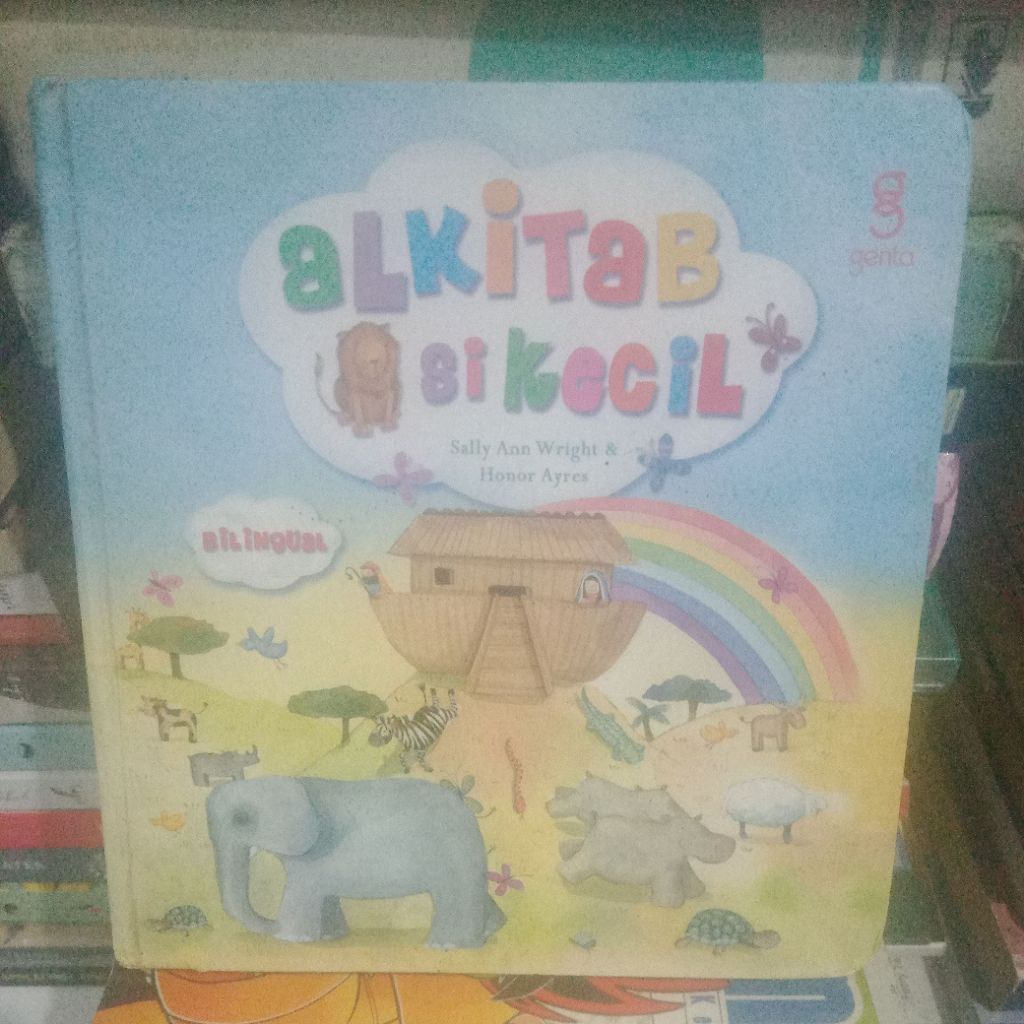 genta
ALKITAB
Si KeciL
Sally Ann Wright &
Honor Ayres
BiLiNGUAL